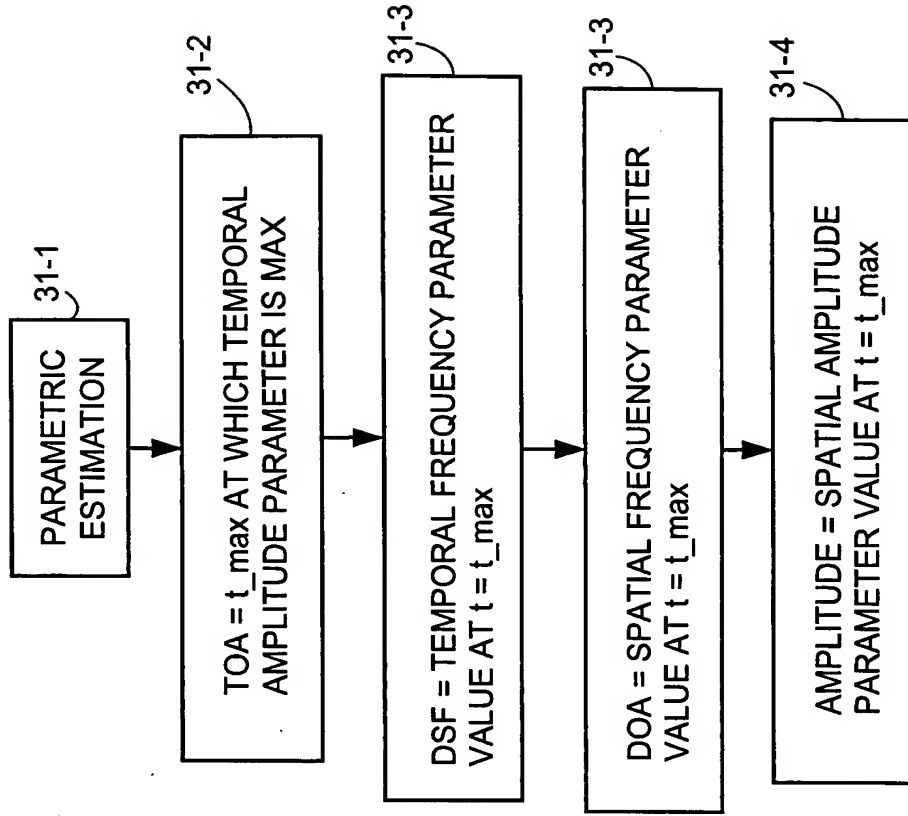 31-1
PARAMETRIC
ESTIMATION
31-2
TOA = t_max AT WHICH TEMPORAL
AMPLITUDE PARAMETER IS MAX
31-3
DSF = TEMPORAL FREQUENCY PARAMETER
VALUE AT t = t_max
31-3
DOA = SPATIAL FREQUENCY PARAMETER
VALUE AT t = t_max
31-4
AMPLITUDE = SPATIAL AMPLITUDE
PARAMETER VALUE AT t = t_max